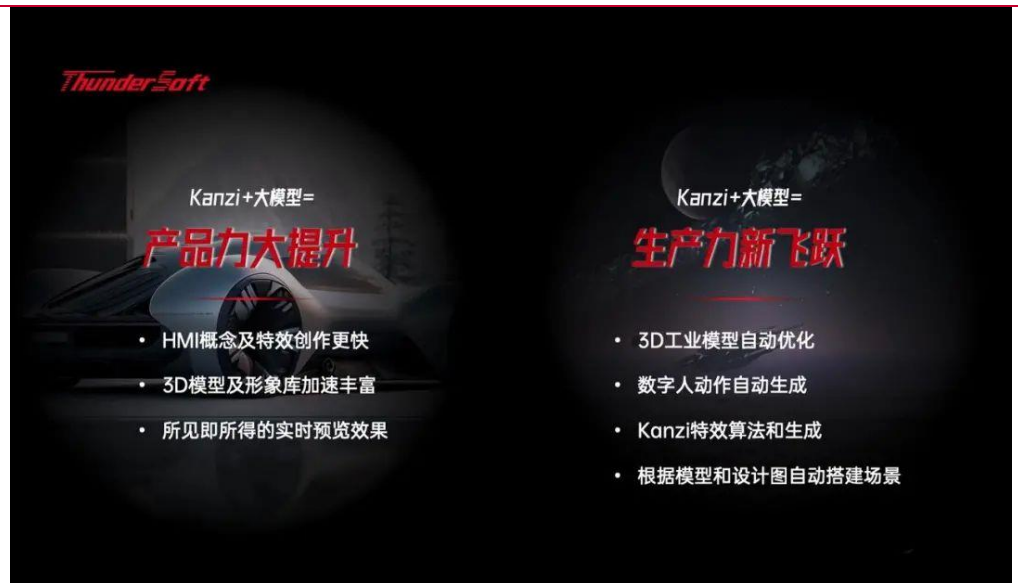 ThunderSoft
Kanzi+大模型=
产品力大提升
• HMI概念及特效创作更快
• 3D模型及形象库加速丰富
• 所见即所得的实时预览效果
Kanzi+大模型=
生产力新飞跃
• 3D工业模型自动优化
• 数字人动作自动生成
• Kanzi特效算法和生成
• 根据模型和设计图自动搭建场景